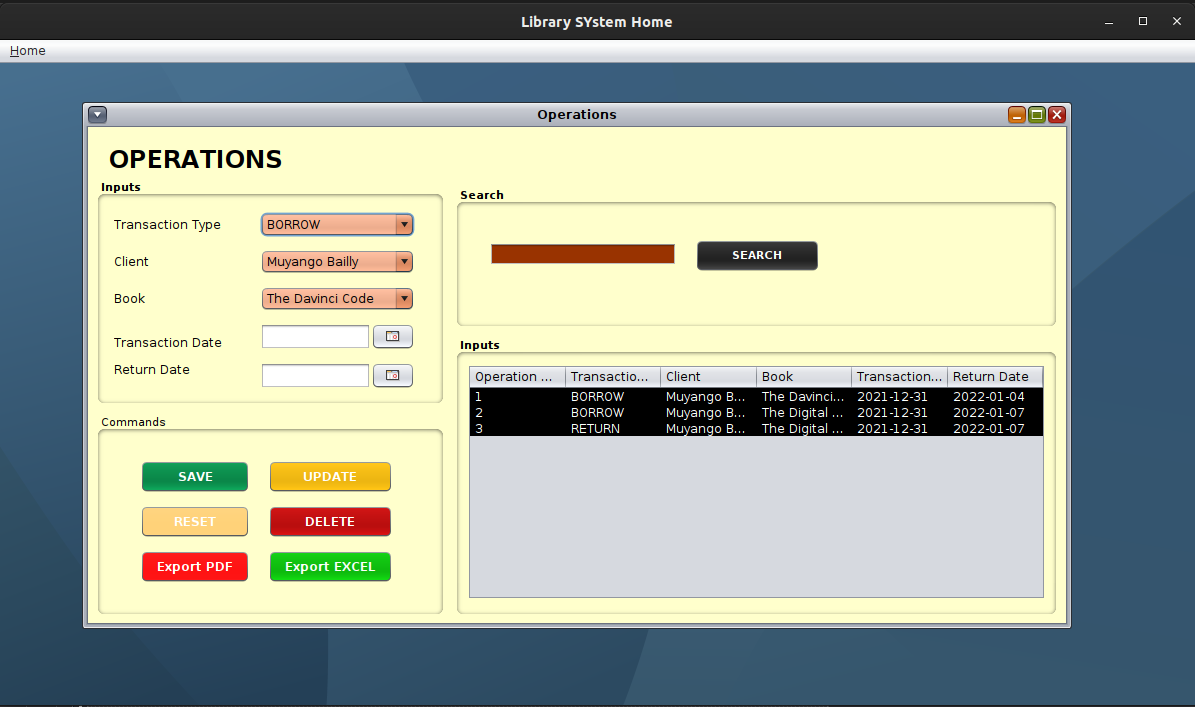 Library SYstem Home
Home
Operations
OPERATIONS
Inputs
Transaction Type BORROW
Client Muyango Bailly
Book The Davinci Code
Transaction Date
Return Date
Commands
SAVE UPDATE
RESET DELETE
Export PDF Export EXCEL
Search
SEARCH
Inputs
Operation ... Transactio... Client Book Transaction... Return Date
1 BORROW Muyango B... The Davinci... 2021-12-31 2022-01-04
2 BORROW Muyango B... The Digital ... 2021-12-31 2022-01-07
3 RETURN Muyango B... The Digital ... 2021-12-31 2022-01-07